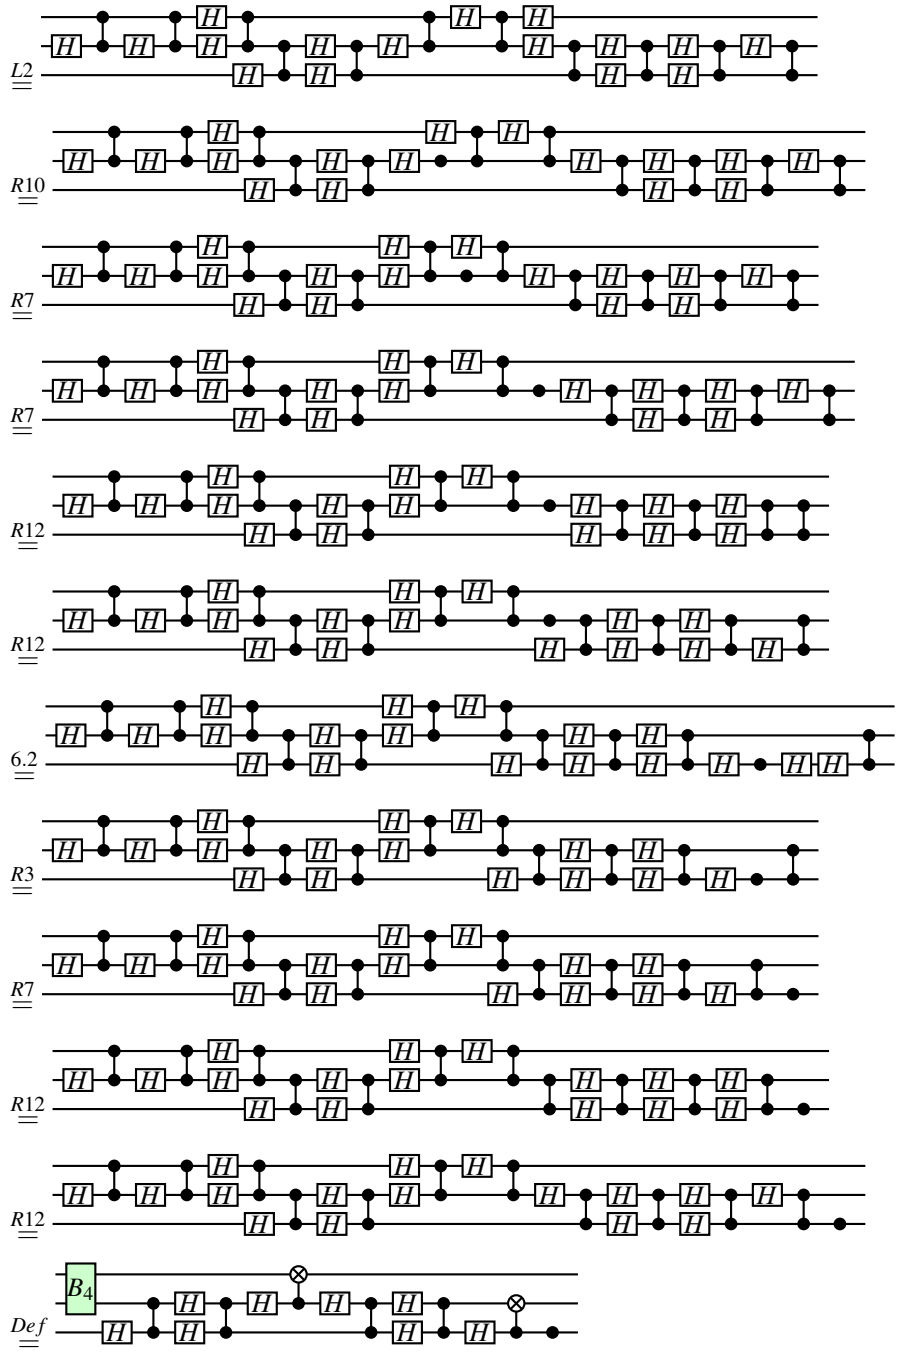 H H H
H H H H H H H H H
L2 H H H H
==
H H H
H H H H H H H H H
R10 H H H H
==
H H H
H H H H H H H H H
R7 H H H H
==
H H H
H H H H H H H H H
R7 H H H H
==
H H H
H H H H H H H H
R12 H H H H H
==
H H H
H H H H H H H
R12 H H H H H H
==
H H H
H H H H H H H
6.2 H H H H H H H H
==
H H H
H H H H H H H
R3 H H H H H H
==
H H H
H H H H H H H
R7 H H H H H H
==
H H H
H H H H H H H H
R12 H H H H H
==
H H H
H H H H H H H H H
R12 H H H H
==
B4
H H H H
Def H H H H
==